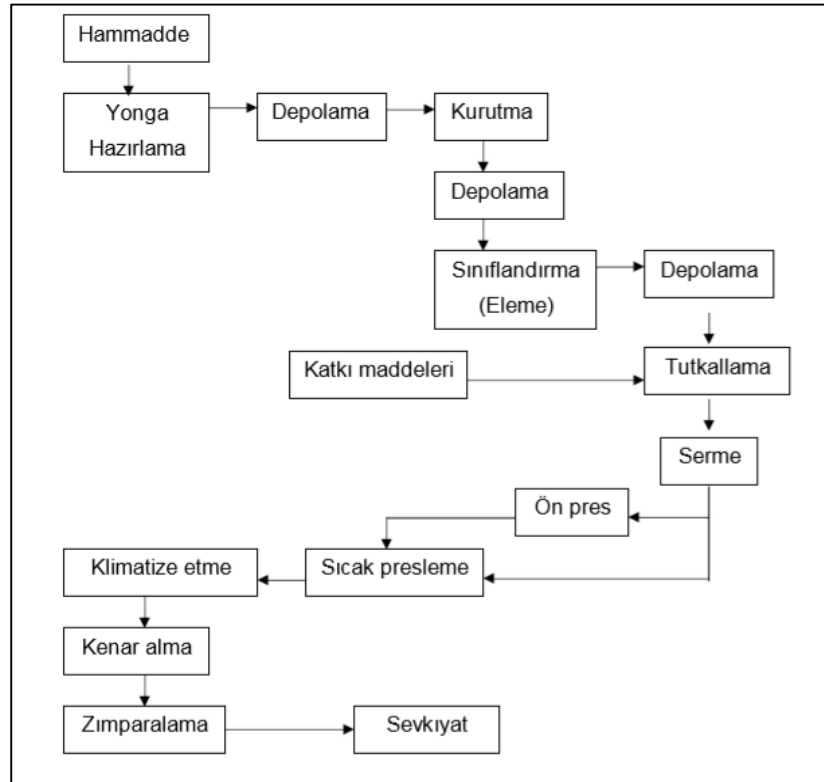 Hammadde
Yonga
Hazırlama
Depolama
Kurutma
Depolama
Sınıflandırma
(Eleme)
Depolama
Katkı maddeleri
Tutkallama
Serme
Ön pres
Klimatize etme
Sıcak presleme
Kenar alma
Zımparalama
Sevkıyat